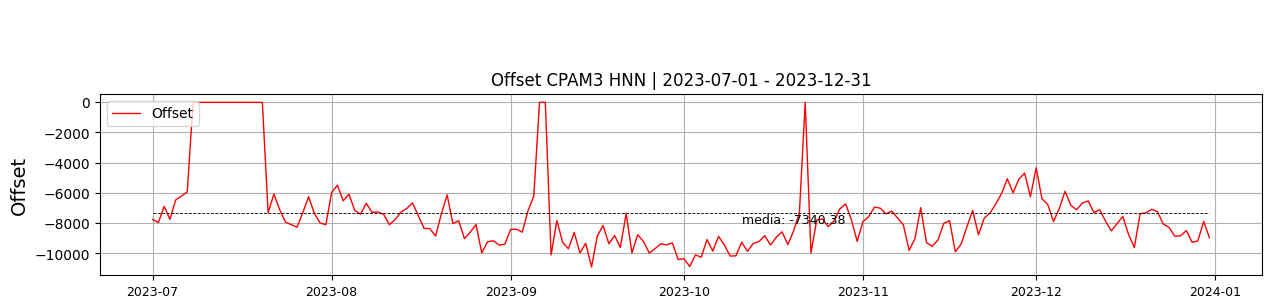 Offset CPAM3 HNN | 2023-07-01 - 2023-12-31
Offset
0
−2000
−4000
−6000
−8000
−10000
Offset
media: -7340.38
2023-07 2023-08 2023-09 2023-10 2023-11 2023-12 2024-01